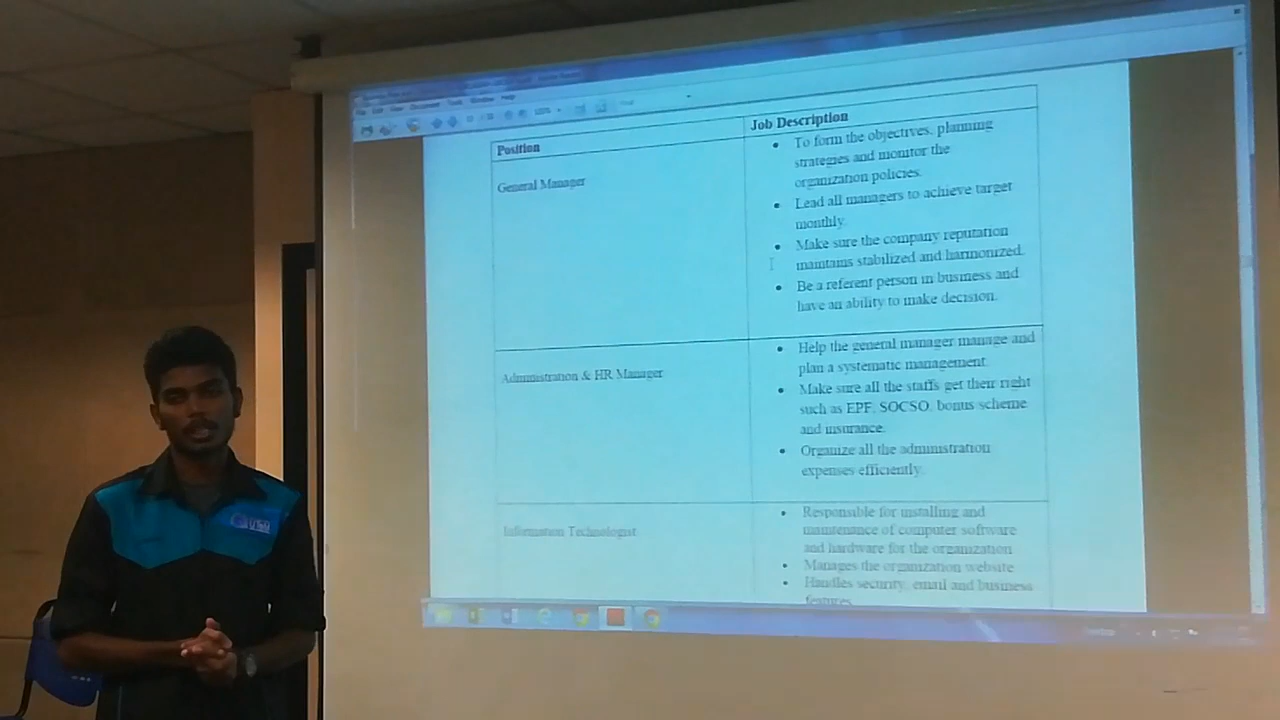 Document Tools Window Help
Position
Job Description
General Manager
• To form the objectives, planning
strategies and monitor the
organization policies.
• Lead all managers to achieve target
monthly.
• Make sure the company reputation
maintains stabilized and harmonized.
• Be a referent person in business and
have an ability to make decision.
Administration & HR Manager
• Help the general manager manage and
plan a systematic management.
• Make sure all the staffs get their right
such as EPF, SOCSO, bonus scheme
and insurance.
• Organize all the administration
expenses efficiently.
Information Technologist
• Responsible for installing and
maintenance of computer software
and hardware for the organization
• Manages the organization website
• Handles security, email and business
features